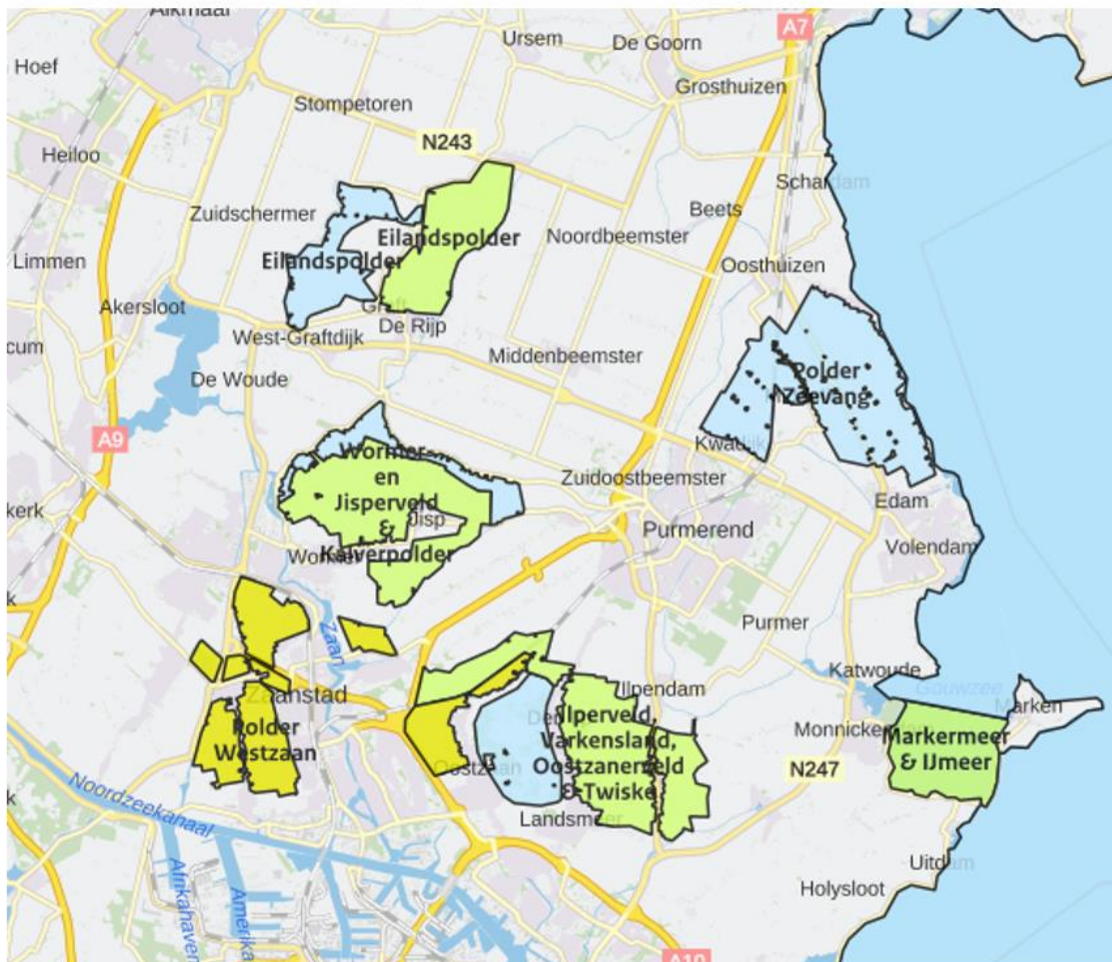 Alkmaar
A7
Ursem
De Goorn
Hoef
Grosthuizen
Stompetoren
N243
Heiloo
Schardam
Zuidschermer
Beets
Eilandspolder
Noordbeemster
Limmen
Eilandspolder
Oosthuizen
Akersloot
Graft
De Rijp
West-Graftdijk
cum
Middenbeemster
De Woude
Polder
Zeevang
A9
Kwadijk
Wormer-
en
Jisperveld
&
Kalverpolder
Zuidoostbeemster
Edam
kerk
Jisp
Purmerend
Volendam
Wormer
Zaan
Purmer
Katwoude
Zaanstad
Ilpendam
Gouwzee
Marken
Polder
Westzaan
Den
Ilperveld,
Varkensland,
Oostzanerveld
& Twiske
Monnickendam
Markermeer
& IJmeer
Oostzaan
N247
Noordzeekanaal
Landsmeer
Uitdam
Holysloot
Afrikahaven
Amerika
A10